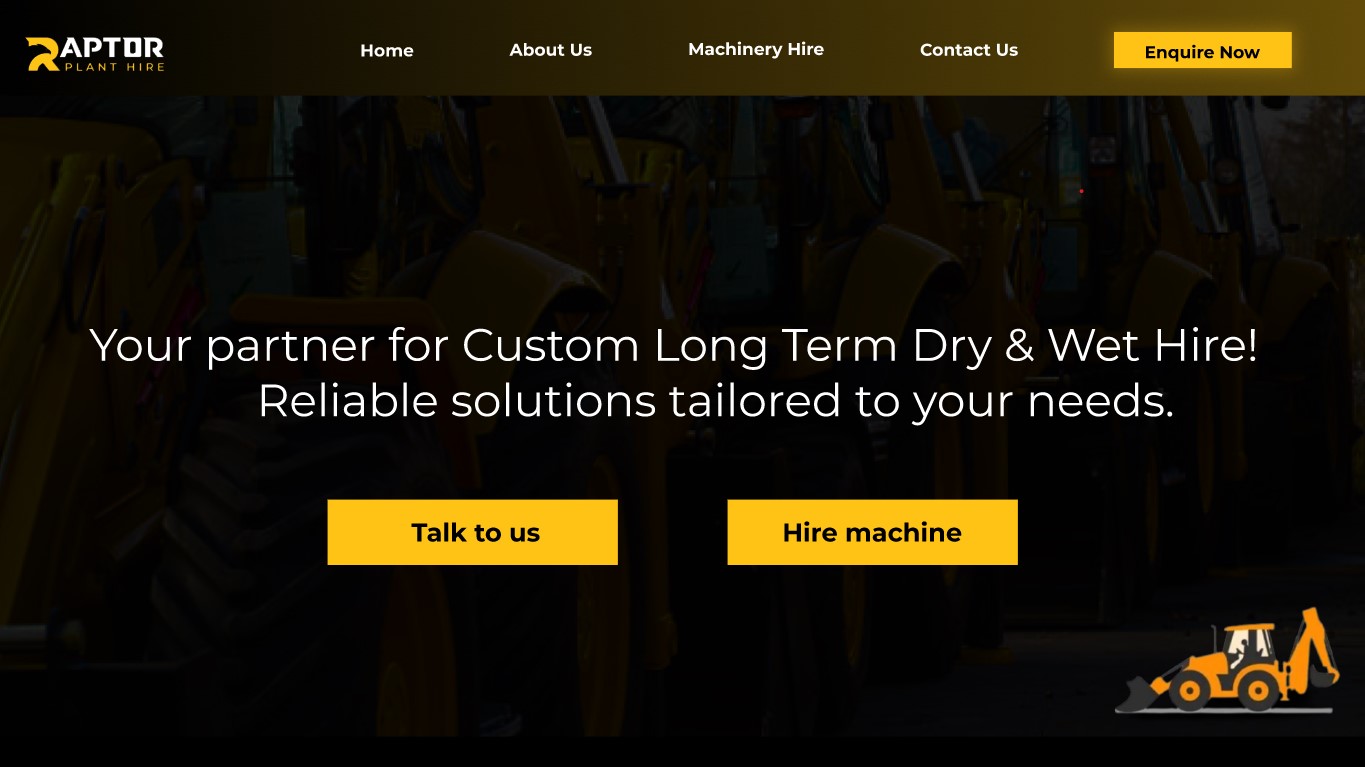 RAPTOR
PLANT HIRE
Home
About Us
Machinery Hire
Contact Us
Enquire Now
Your partner for Custom Long Term Dry & Wet Hire!
Reliable solutions tailored to your needs.
Talk to us
Hire machine